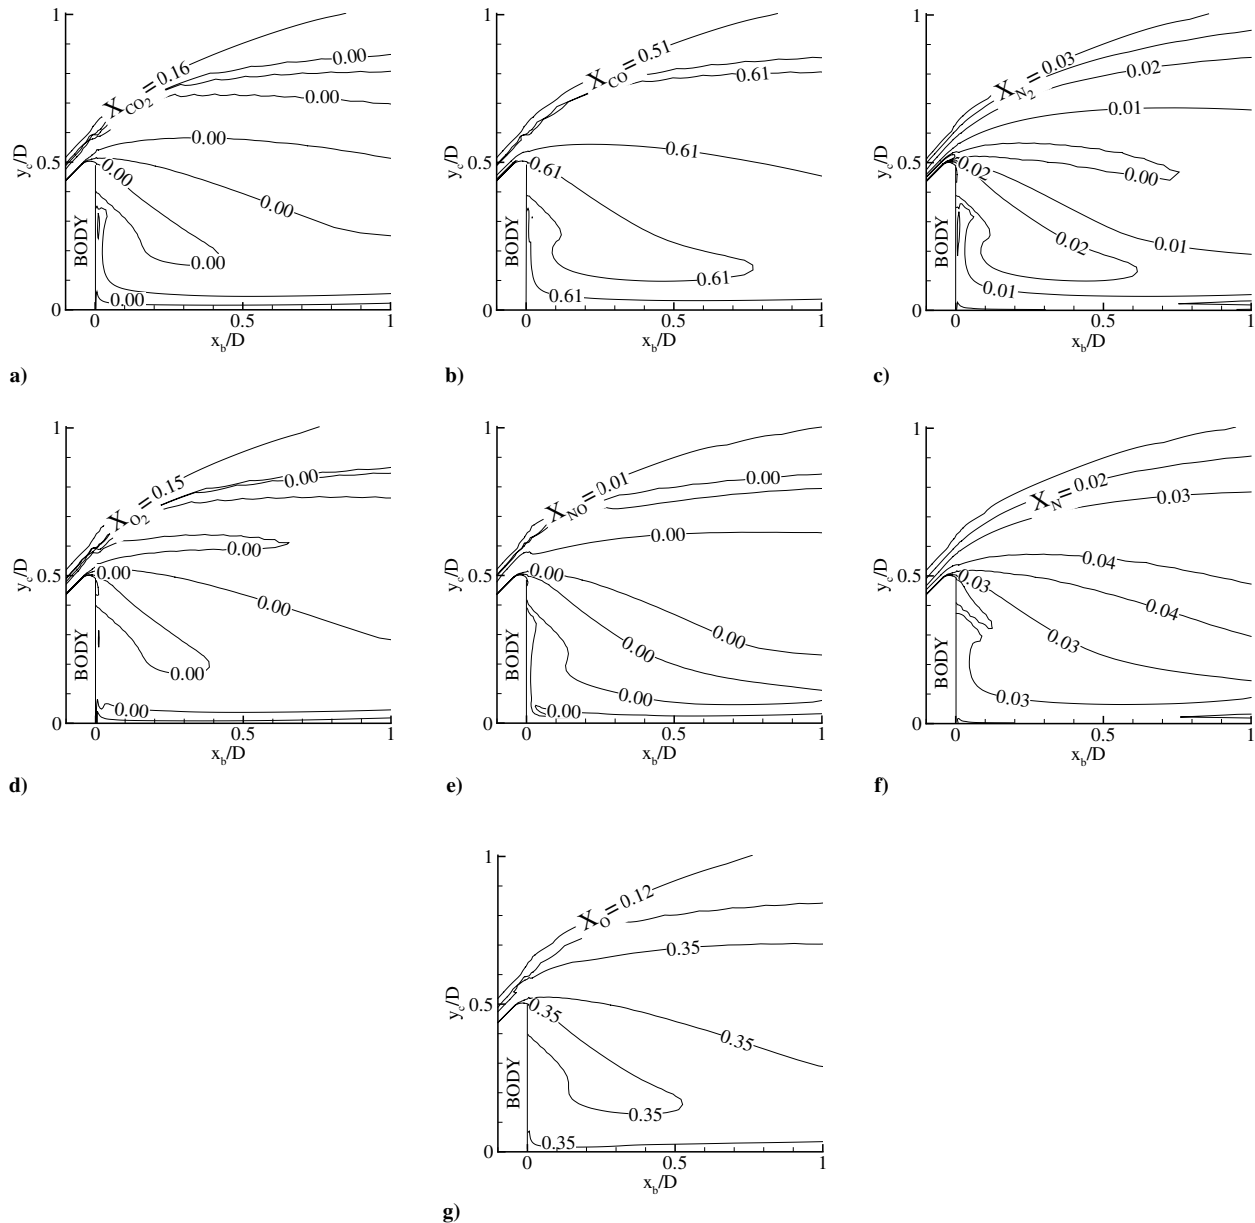 1
X_CO2 = 0.16
0.00
0.00
0.00
0.5
0.00
0.00
0.00
0.00
0
0
0.5
1
y_c/D
BODY
x_b/D
a)
1
X_CO = 0.51
0.61
0.61
0.5
0.61
0.61
0.61
0
0
0.5
1
y_c/D
BODY
x_b/D
b)
1
X_N2 = 0.03
0.02
0.01
0.5
0.02
0.00
0.02
0.01
0.01
0
0
0.5
1
y_c/D
BODY
x_b/D
c)
1
X_O2 = 0.15
0.00
0.00
0.5
0.00
0.00
0.00
0.00
0
0
0.5
1
y_c/D
BODY
x_b/D
d)
1
X_NO = 0.01
0.00
0.00
0.5
0.00
0.00
0.00
0.00
0.00
0
0
0.5
1
y_c/D
BODY
x_b/D
e)
1
X_N = 0.02
0.03
0.04
0.5
0.03
0.04
0.03
0.03
0
0
0.5
1
y_c/D
BODY
x_b/D
f)
1
X_O = 0.12
0.35
0.5
0.35
0.35
0.35
0.35
0
0
0.5
1
y_c/D
BODY
x_b/D
g)